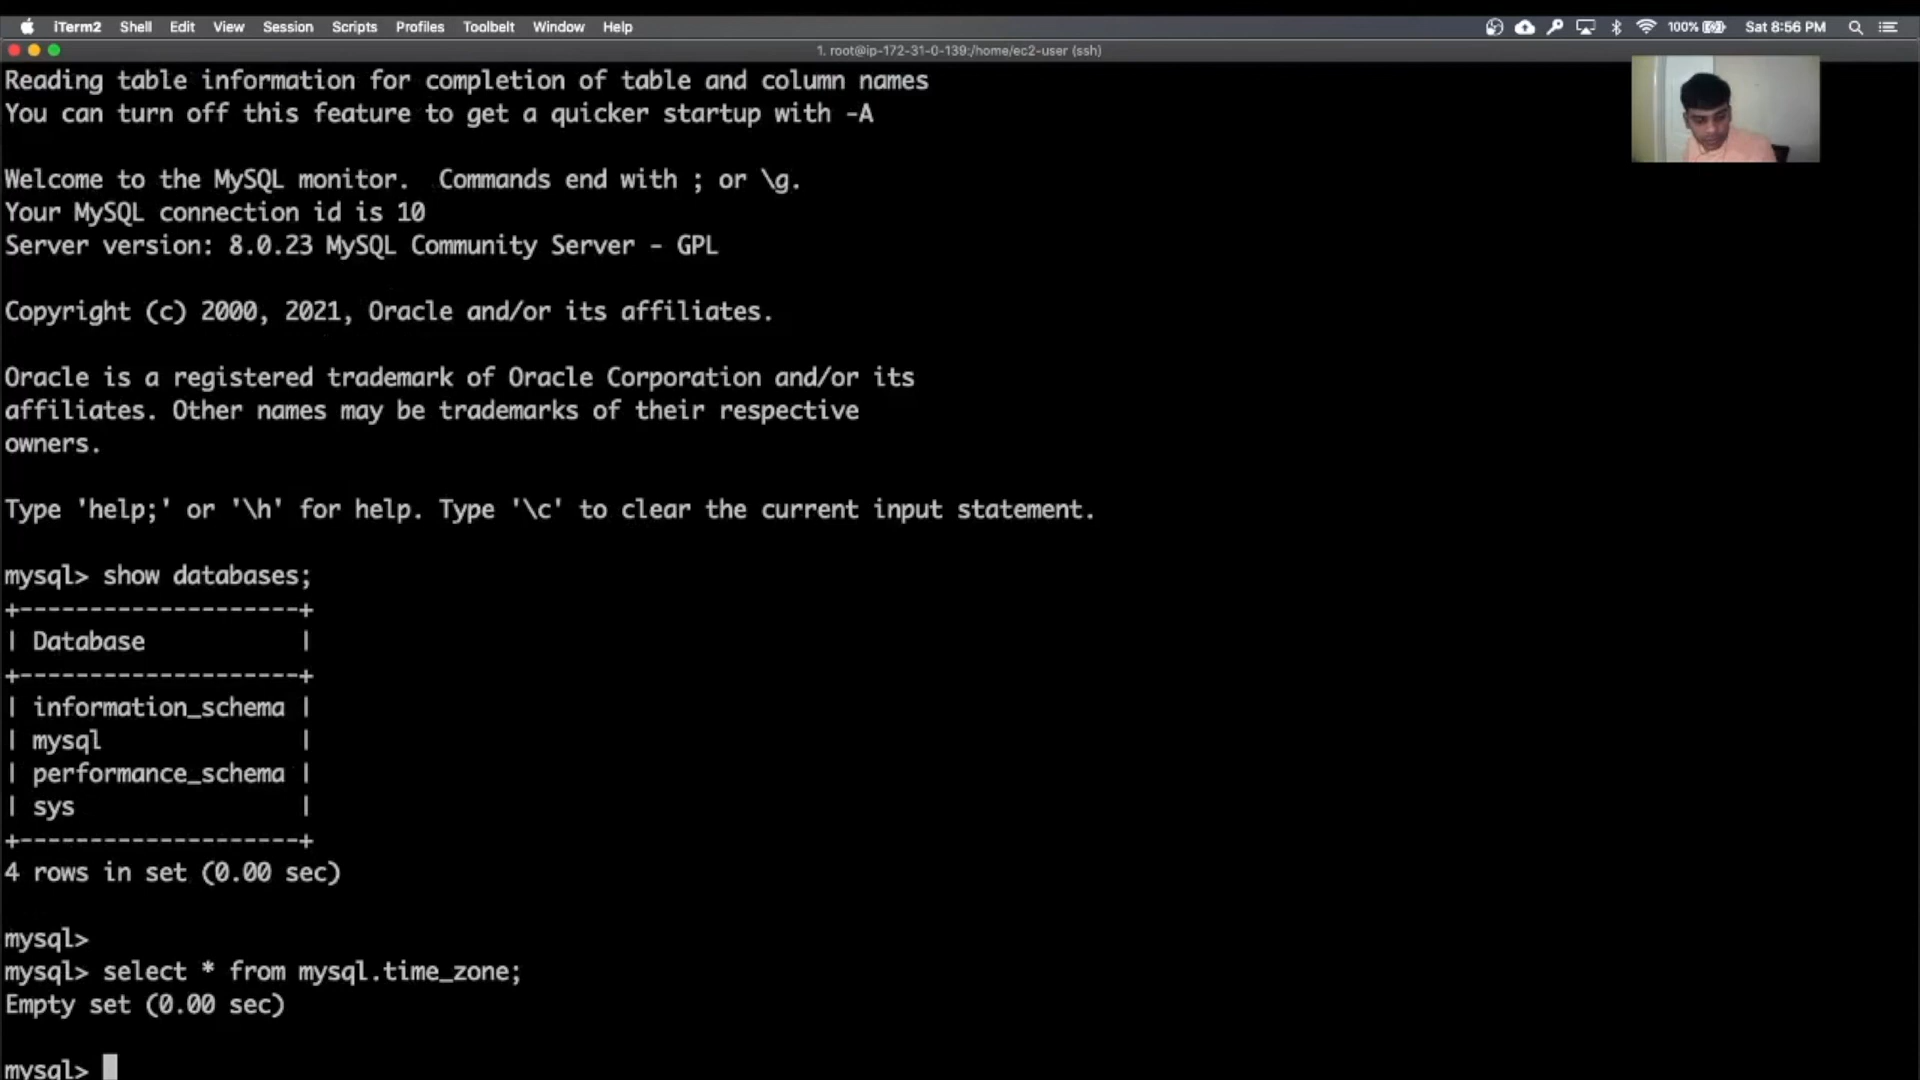 iTerm2 Shell Edit View Session Scripts Profiles Toolbelt Window Help 100% Sat 8:56 PM
1. root@ip-172-31-0-139:/home/ec2-user (ssh)
Reading table information for completion of table and column names
You can turn off this feature to get a quicker startup with -A
Welcome to the MySQL monitor.  Commands end with ; or \g.
Your MySQL connection id is 10
Server version: 8.0.23 MySQL Community Server - GPL
Copyright (c) 2000, 2021, Oracle and/or its affiliates.
Oracle is a registered trademark of Oracle Corporation and/or its
affiliates. Other names may be trademarks of their respective
owners.
Type 'help;' or '\h' for help. Type '\c' to clear the current input statement.
mysql> show databases;
+--------------------+
| Database           |
+--------------------+
| information_schema |
| mysql              |
| performance_schema |
| sys                |
+--------------------+
4 rows in set (0.00 sec)
mysql>
mysql> select * from mysql.time_zone;
Empty set (0.00 sec)
mysql>